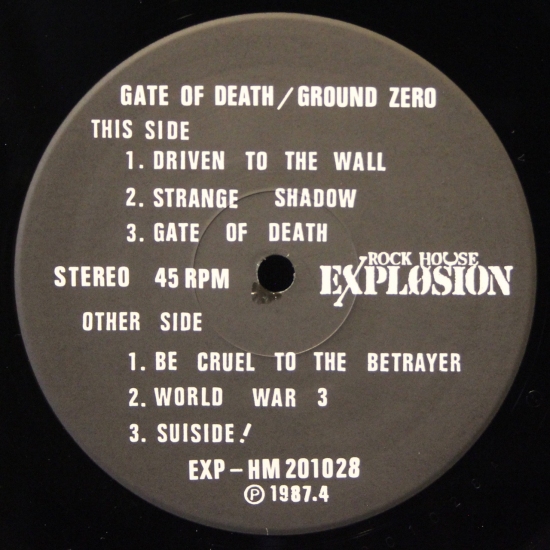 GATE OF DEATH/GROUND ZERO
THIS SIDE
1. DRIVEN TO THE WALL
2. STRANGE SHADOW
3. GATE OF DEATH
STEREO 45 RPM
ROCK HOUSE
EXPLOSION
OTHER SIDE
1. BE CRUEL TO THE BETRAYER
2. WORLD WAR 3
3. SUISIDE!
EXP-HM 201028
Ⓟ 1987.4